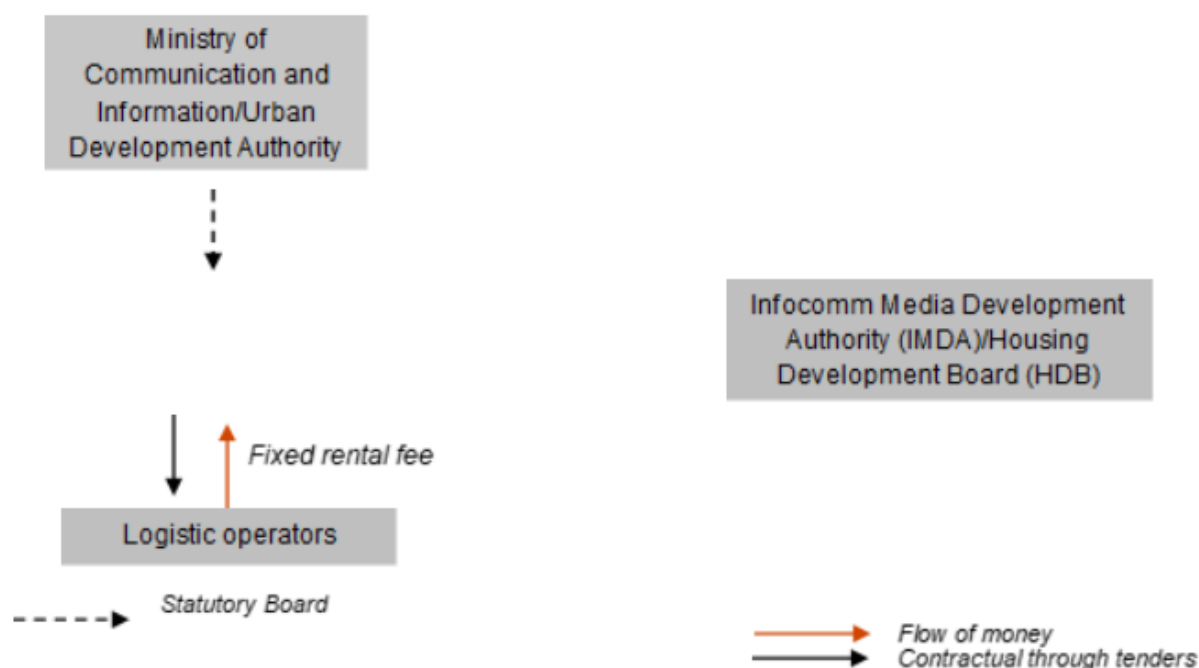 Ministry of
Communication and
Information/Urban
Development Authority
Infocomm Media Development
Authority (IMDA)/Housing
Development Board (HDB)
Fixed rental fee
Logistic operators
Statutory Board
Flow of money
Contractual through tenders